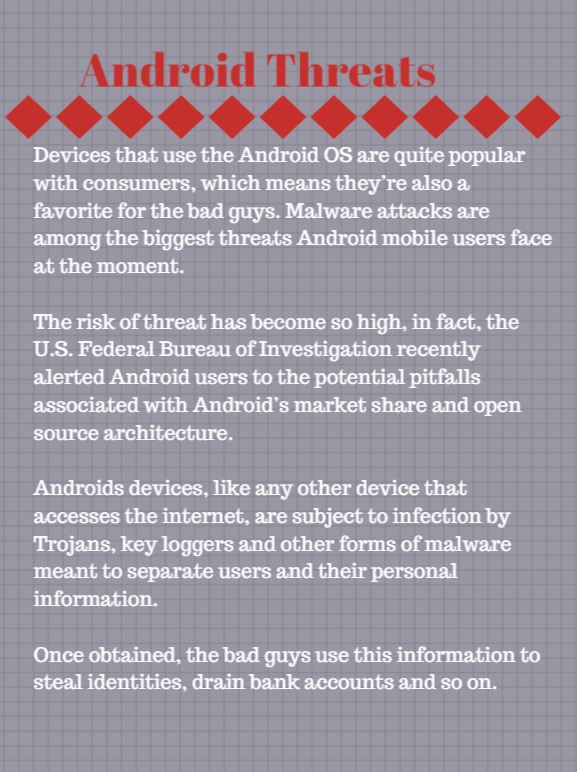 Android Threats
Devices that use the Android OS are quite popular
with consumers, which means they're also a
favorite for the bad guys. Malware attacks are
among the biggest threats Android mobile users face
at the moment.
The risk of threat has become so high, in fact, the
U.S. Federal Bureau of Investigation recently
alerted Android users to the potential pitfalls
associated with Android's market share and open
source architecture.
Androids devices, like any other device that
accesses the internet, are subject to infection by
Trojans, key loggers and other forms of malware
meant to separate users and their personal
information.
Once obtained, the bad guys use this information to
steal identities, drain bank accounts and so on.